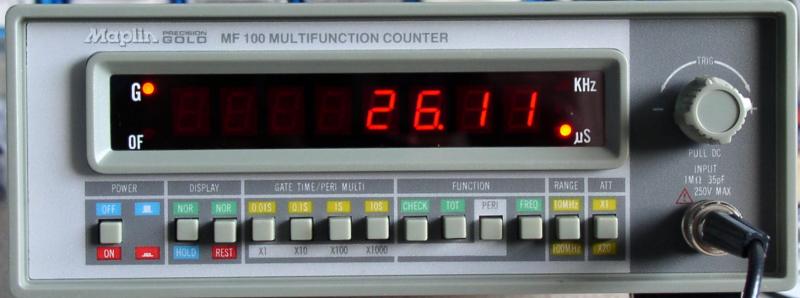 Maplin PRECISION GOLD MF 100 MULTIFUNCTION COUNTER
G KHz
26.11
OF µS
TRIG
PULL DC
INPUT
1MΩ 35pF
250V MAX
POWER DISPLAY GATE TIME/PERI MULTI FUNCTION RANGE ATT
OFF NOR NOR 0.01S 0.1S 1S 10S CHECK TOT PERI FREQ 10MHz X1
ON HOLD REST X1 X10 X100 X1000 100MHz X20